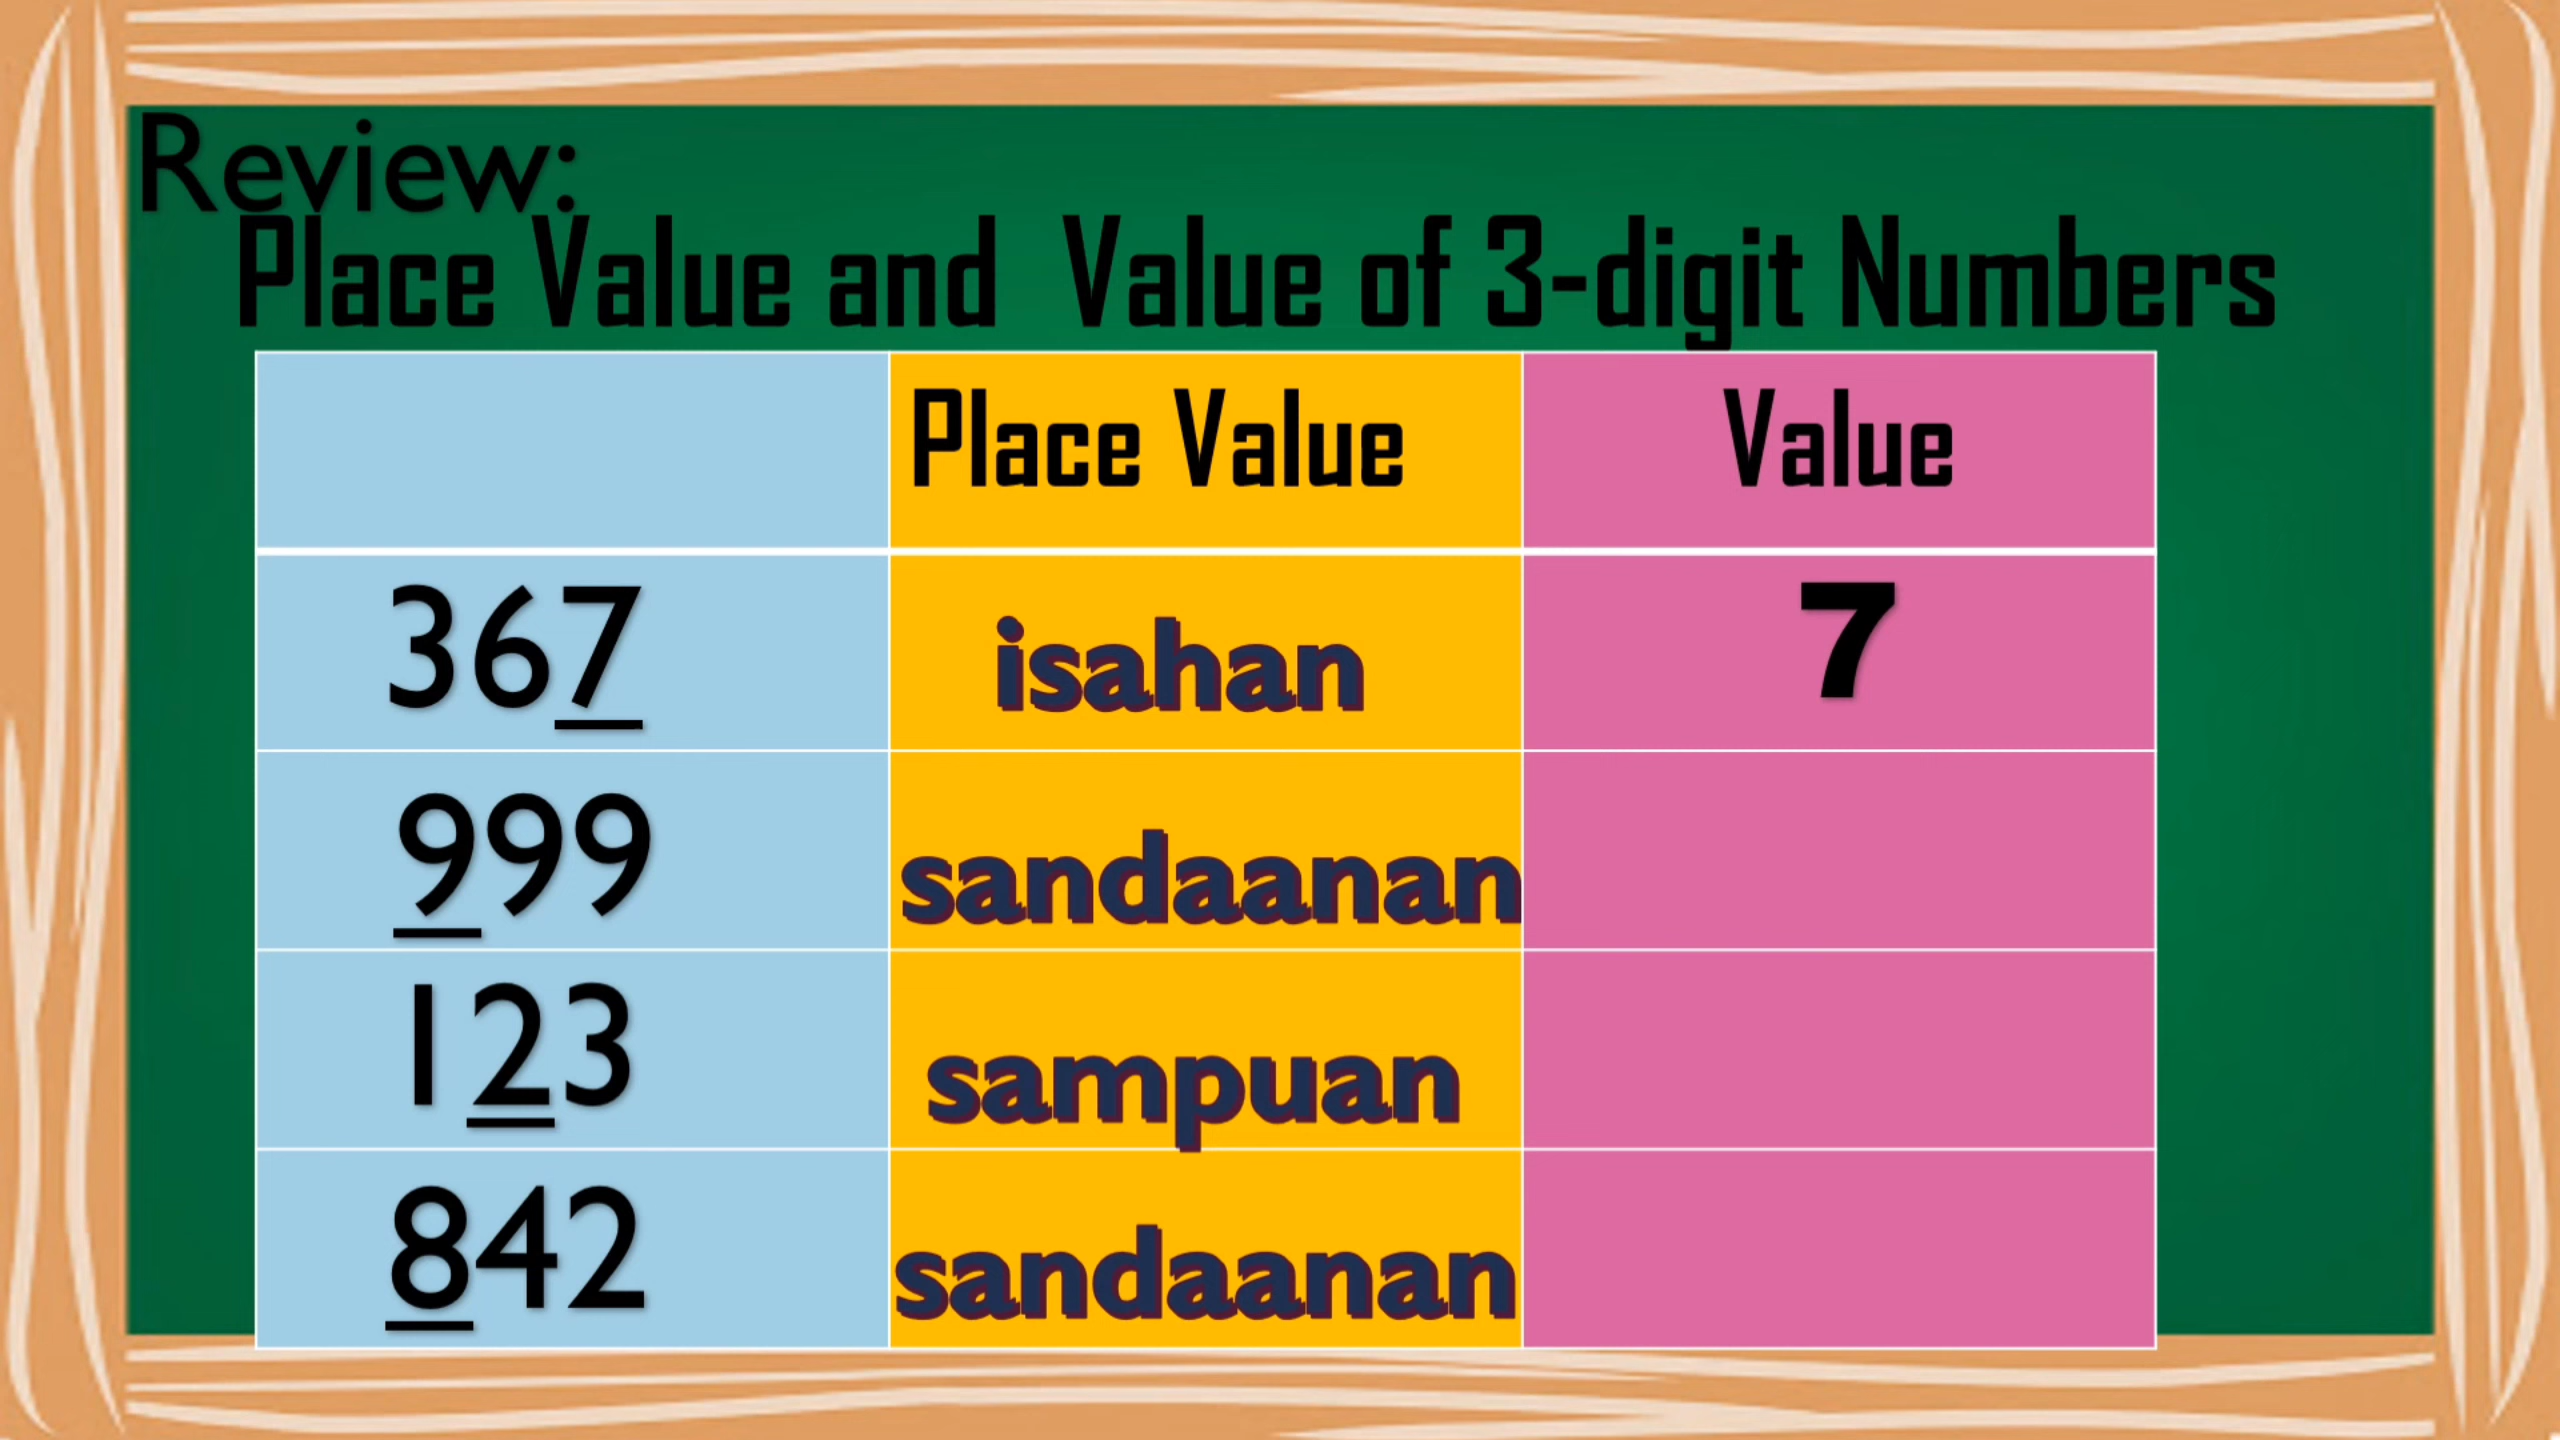 Review:
Place Value and Value of 3-digit Numbers
Place Value Value
367 isahan 7
999 sandaanan
123 sampuan
842 sandaanan